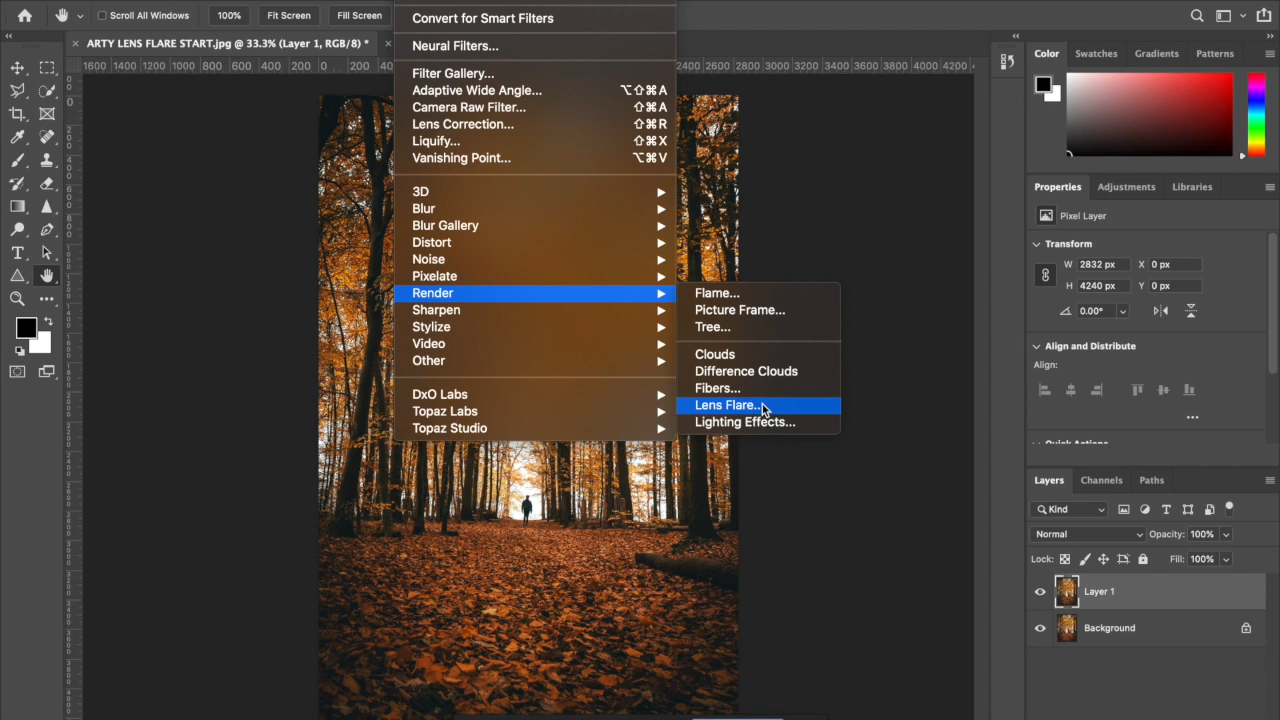 Scroll All Windows
100%
Fit Screen
Fill Screen
ARTY LENS FLARE START.jpg @ 33.3% (Layer 1, RGB/8) *
1600 1400 1200 1000 800 600 400 200 0 200
2600 2800 3000 3200 3400 3600 3800 4000 4200
Convert for Smart Filters
Neural Filters...
Filter Gallery...
Adaptive Wide Angle... ⌥⇧⌘A
Camera Raw Filter... ⇧⌘A
Lens Correction... ⇧⌘R
Liquify... ⇧⌘X
Vanishing Point... ⌥⌘V
3D
Blur
Blur Gallery
Distort
Noise
Pixelate
Render
Sharpen
Stylize
Video
Other
DxO Labs
Topaz Labs
Topaz Studio
Flame...
Picture Frame...
Tree...
Clouds
Difference Clouds
Fibers...
Lens Flare...
Lighting Effects...
Color
Swatches
Gradients
Patterns
Properties
Adjustments
Libraries
Pixel Layer
Transform
W 2832 px X 0 px
H 4240 px Y 0 px
0.00°
Align and Distribute
Align:
Quick Actions
Layers
Channels
Paths
Kind
Normal
Opacity: 100%
Lock:
Fill: 100%
Layer 1
Background